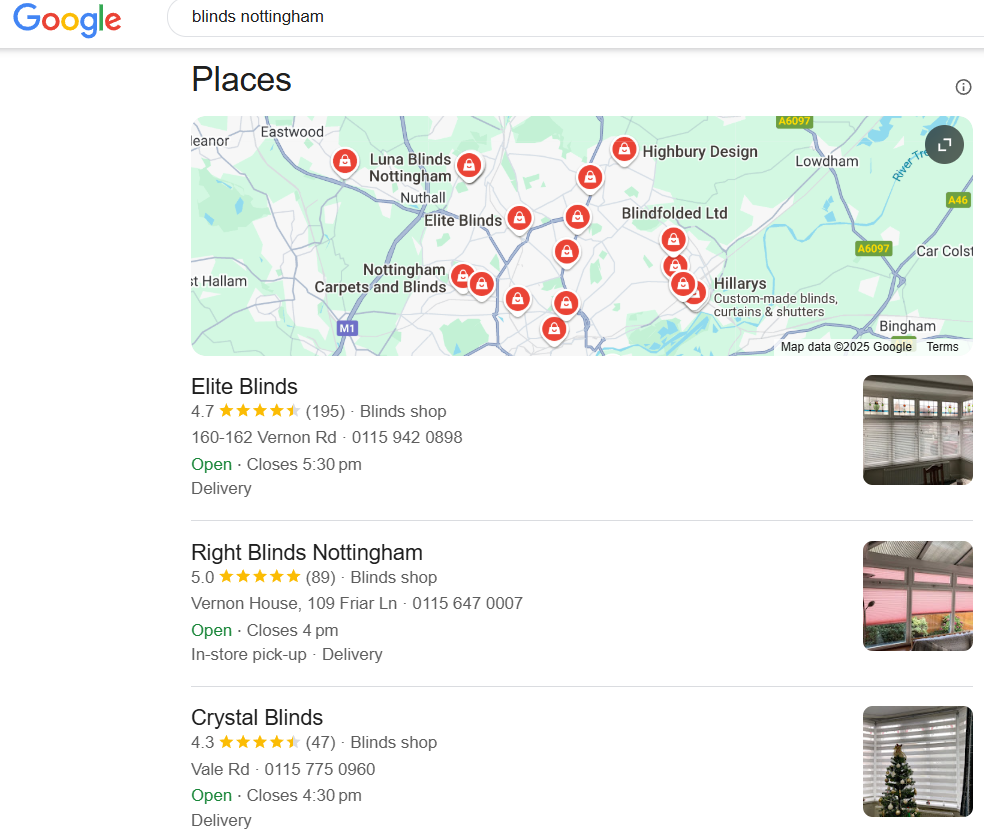 Google
blinds nottingham
Places
A6097
Eastwood
leanor
Luna Blinds
Nottingham
Highbury Design
Lowdham
River Tre
Nuthall
A46
Elite Blinds
Blindfolded Ltd
A6097
Car Colst
Nottingham
Carpets and Blinds
st Hallam
Hillarys
Custom-made blinds,
curtains & shutters
M1
Bingham
Map data ©2025 Google Terms
Elite Blinds
4.7 (195) · Blinds shop
160-162 Vernon Rd · 0115 942 0898
Open · Closes 5:30 pm
Delivery
Right Blinds Nottingham
5.0 (89) · Blinds shop
Vernon House, 109 Friar Ln · 0115 647 0007
Open · Closes 4 pm
In-store pick-up · Delivery
Crystal Blinds
4.3 (47) · Blinds shop
Vale Rd · 0115 775 0960
Open · Closes 4:30 pm
Delivery